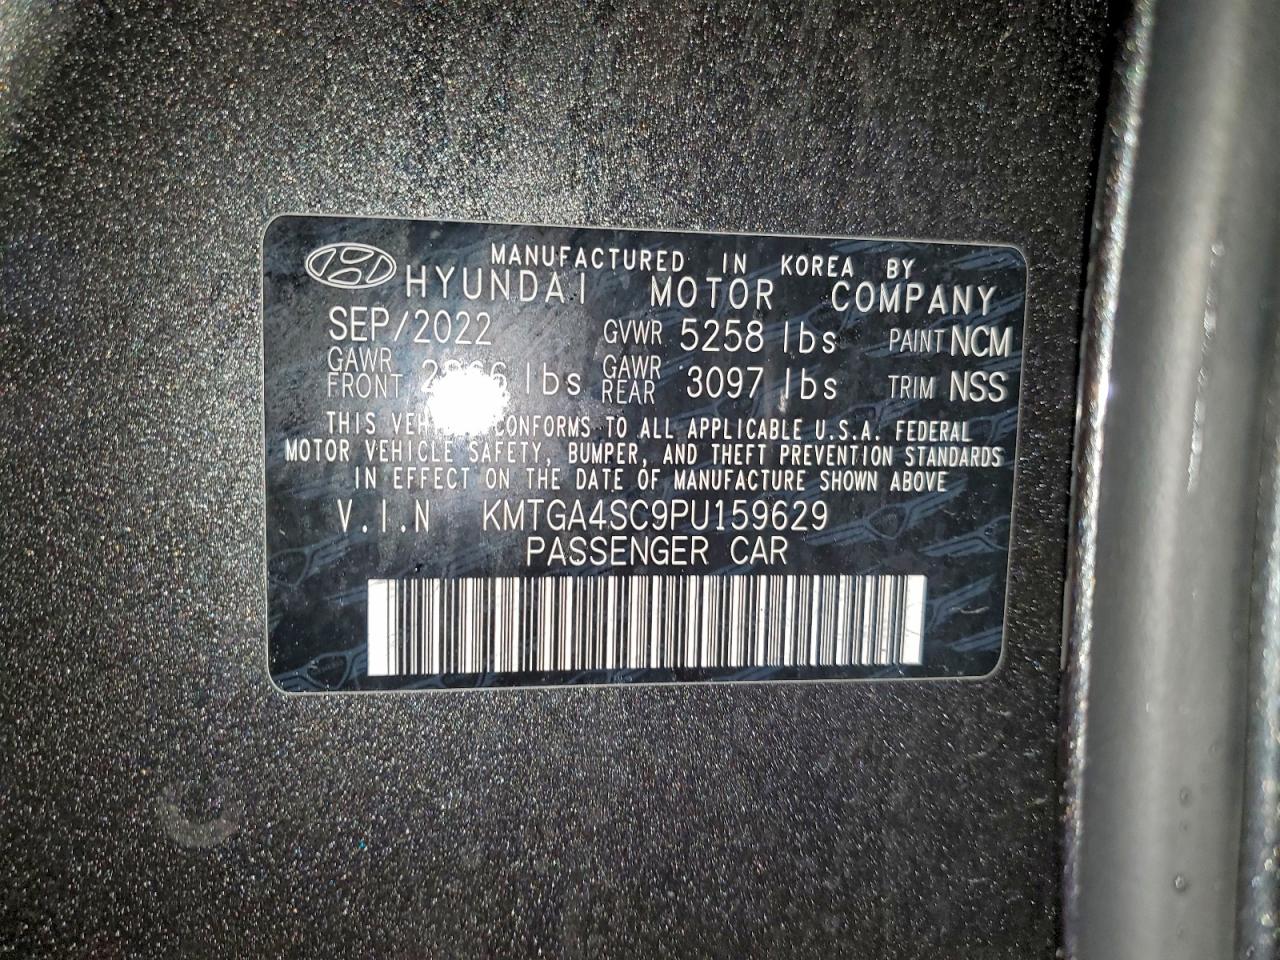 MANUFACTURED IN KOREA BY
HYUNDAI MOTOR COMPANY
SEP/2022 GVWR 5258 lbs PAINT NCM
GAWR FRONT lbs GAWR REAR 3097 lbs TRIM NSS
THIS CONFORMS TO ALL APPLICABLE U.S.A. FEDERAL
MOTOR VEHICLE SAFETY, BUMPER, AND THEFT PREVENTION STANDARDS
IN EFFECT ON THE DATE OF MANUFACTURE SHOWN ABOVE
V.I.N KMTGA4SC9PU159629
PASSENGER CAR